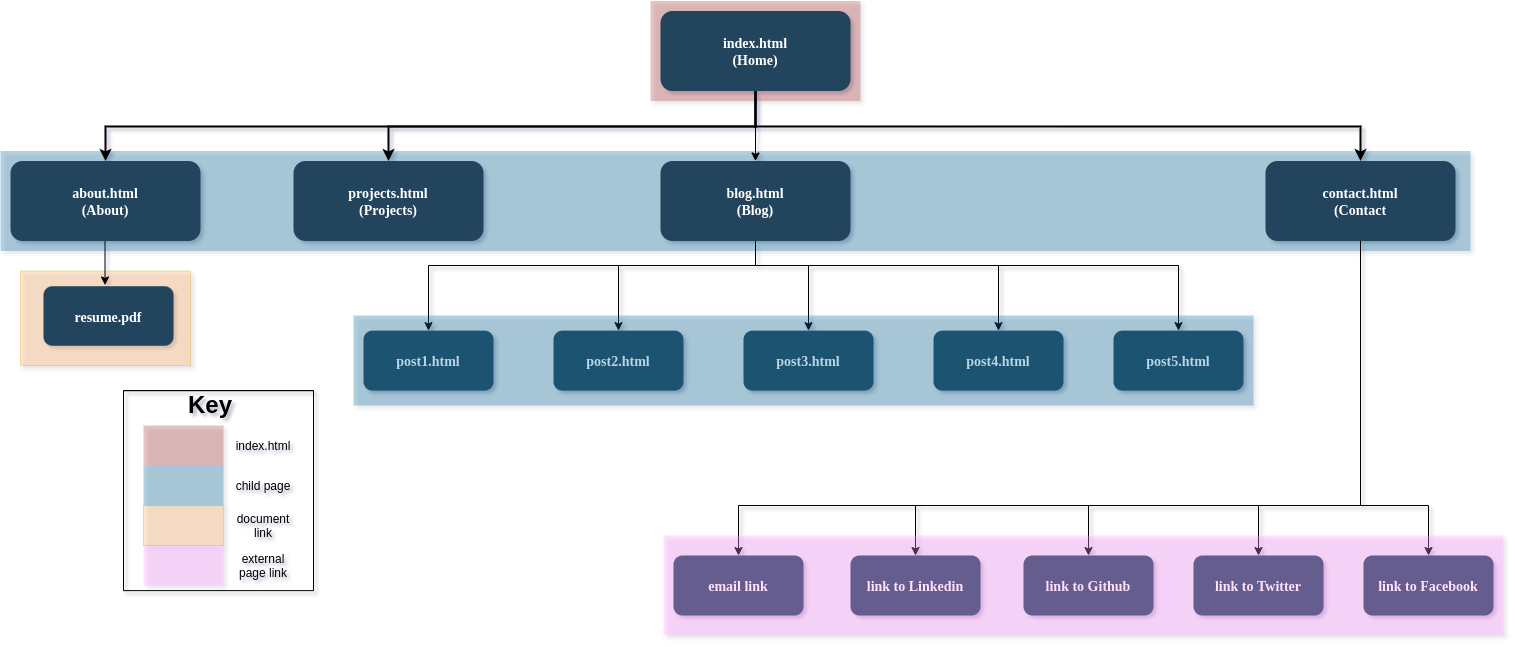 index.html
(Home)
about.html
(About)
projects.html
(Projects)
blog.html
(Blog)
contact.html
(Contact
resume.pdf
post1.html
post2.html
post3.html
post4.html
post5.html
Key
index.html
child page
document
link
external
page link
email link
link to Linkedin
link to Github
link to Twitter
link to Facebook